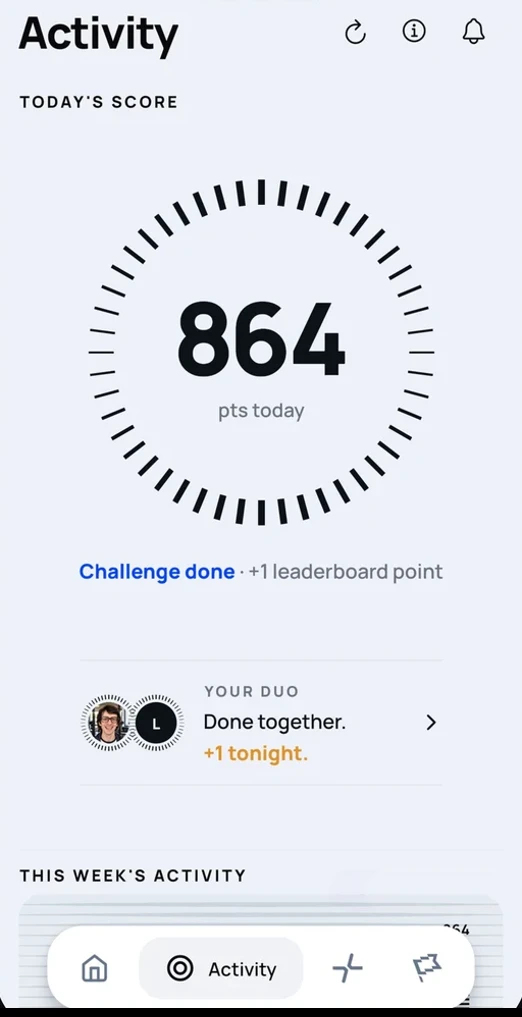 Activity
TODAY'S SCORE
864
pts today
Challenge done · +1 leaderboard point
YOUR DUO
L
Done together.
+1 tonight.
THIS WEEK'S ACTIVITY
Activity